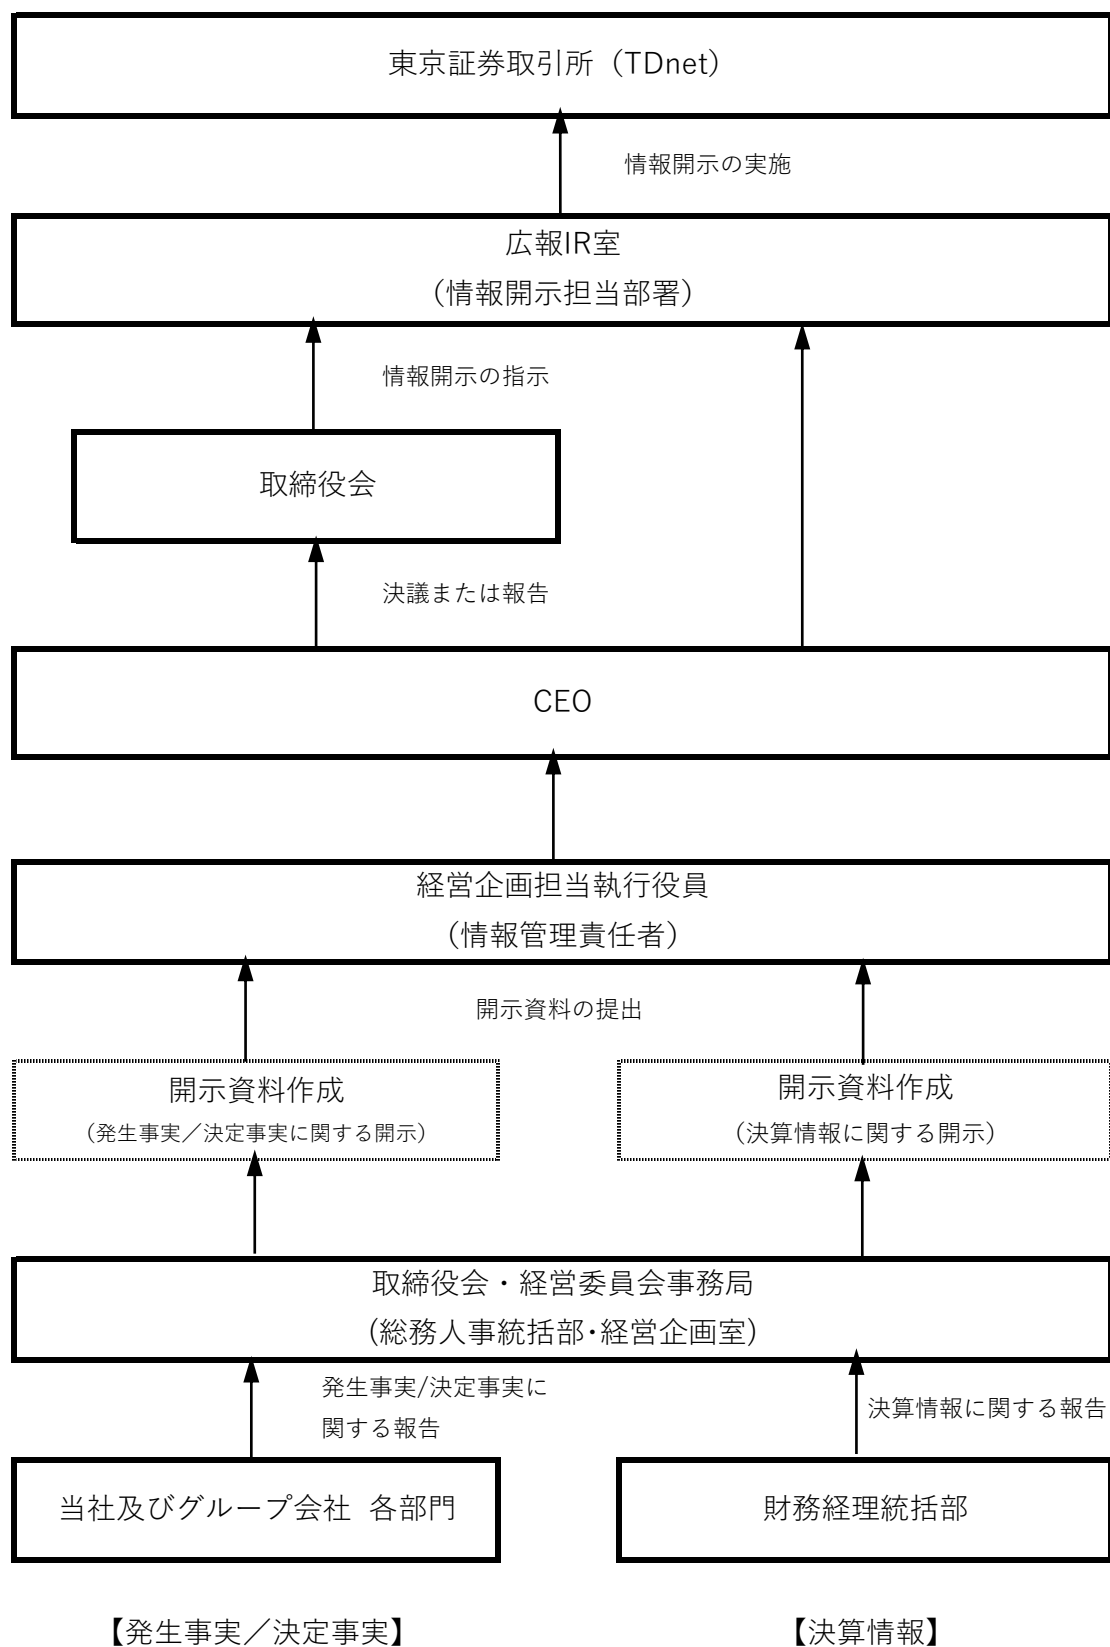 東京証券取引所（TDnet）
情報開示の実施
広報IR室
（情報開示担当部署）
情報開示の指示
取締役会
決議または報告
CEO
経営企画担当執行役員
（情報管理責任者）
開示資料の提出
開示資料作成
（発生事実／決定事実に関する開示）
開示資料作成
（決算情報に関する開示）
取締役会・経営委員会事務局
（総務人事統括部・経営企画室）
発生事実/決定事実に
関する報告
決算情報に関する報告
当社及びグループ会社 各部門
財務経理統括部
【発生事実／決定事実】
【決算情報】